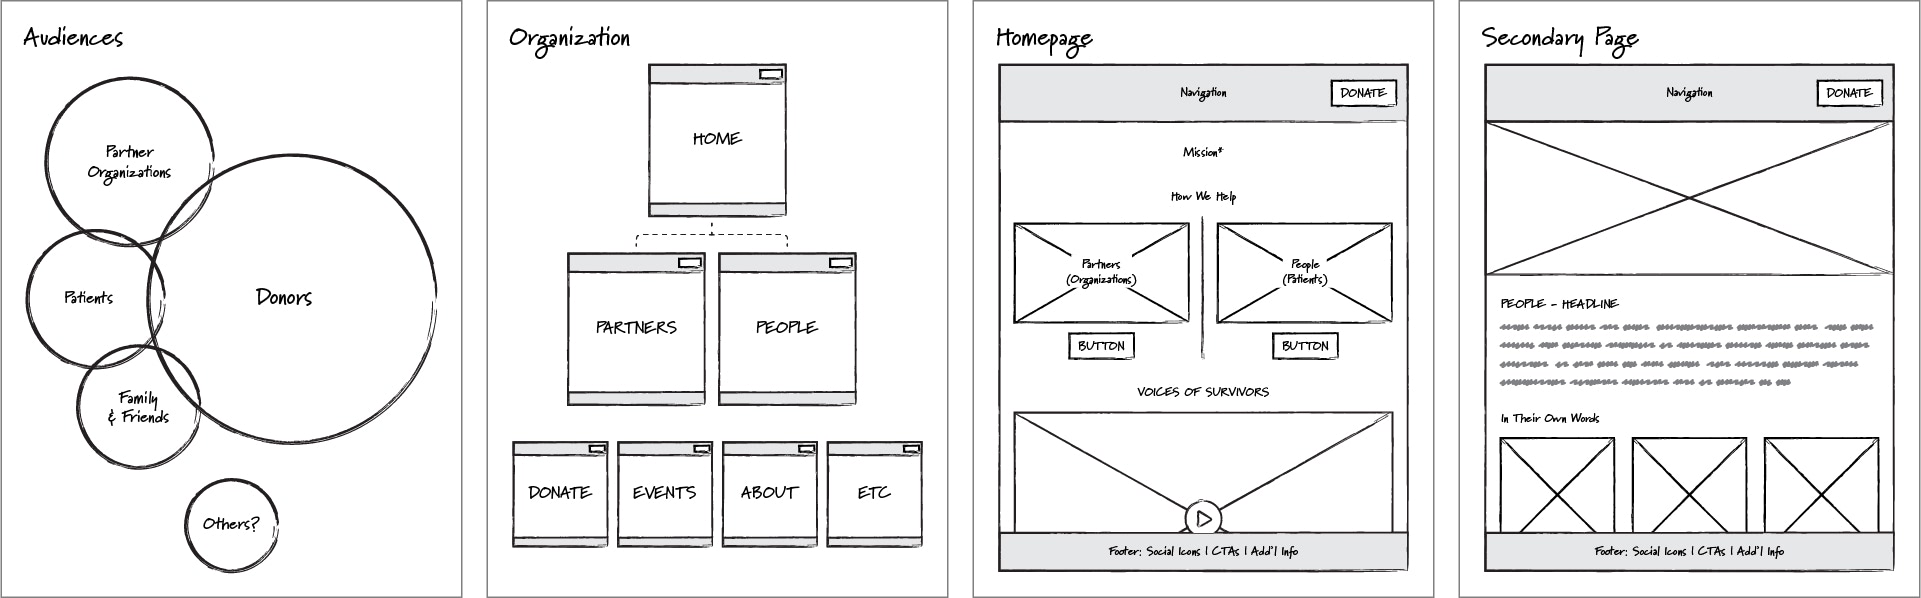 Audiences
Partner
Organizations
Patients
Donors
Family
& Friends
Others?
Organization
HOME
PARTNERS
PEOPLE
DONATE
EVENTS
ABOUT
ETC
Homepage
Navigation
DONATE
Mission*
How We Help
Partners
(Organizations)
People
(Patients)
BUTTON
BUTTON
VOICES OF SURVIVORS
Footer: Social Icons | CTAs | Add'l Info
Secondary Page
Navigation
DONATE
PEOPLE - HEADLINE
In Their Own Words
Footer: Social Icons | CTAs | Add'l Info